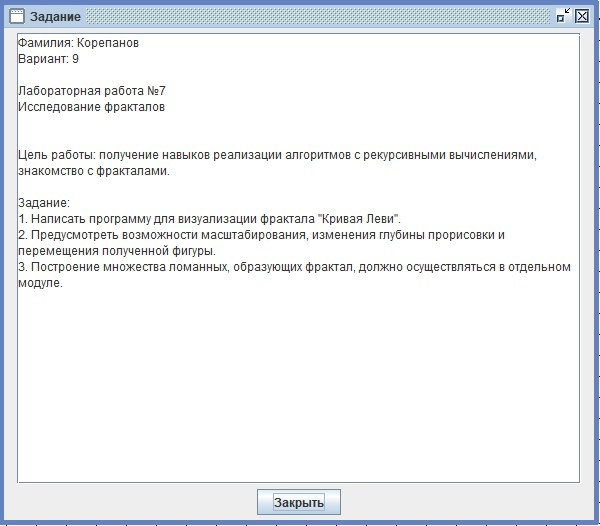 Задание
Фамилия: Корепанов
Вариант: 9
Лабораторная работа №7
Исследование фракталов
Цель работы: получение навыков реализации алгоритмов с рекурсивными вычислениями,
знакомство с фракталами.
Задание:
1. Написать программу для визуализации фрактала "Кривая Леви".
2. Предусмотреть возможности масштабирования, изменения глубины прорисовки и
перемещения полученной фигуры.
3. Построение множества ломанных, образующих фрактал, должно осуществляться в отдельном
модуле.
Закрыть